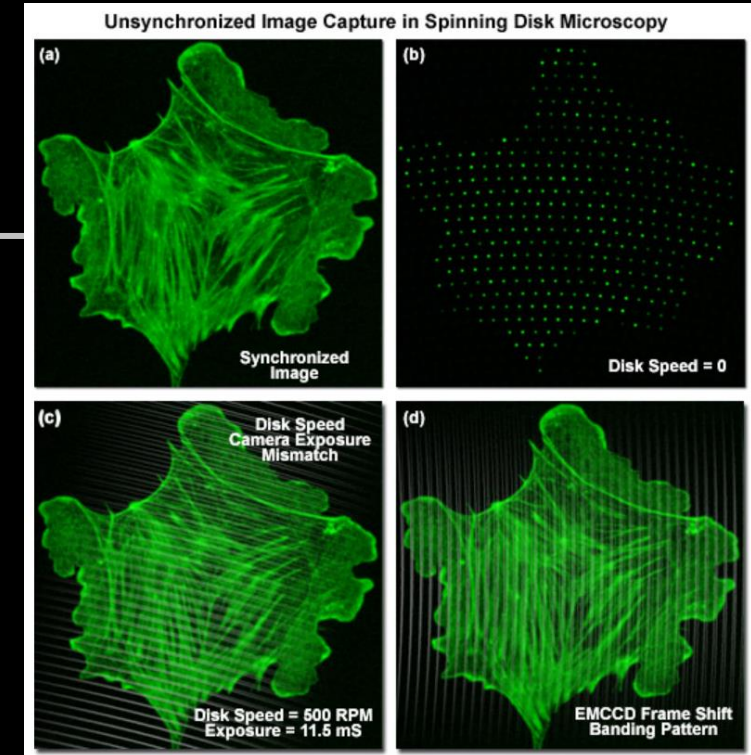 Unsynchronized Image Capture in Spinning Disk Microscopy
(a)
Synchronized
Image
(b)
Disk Speed = 0
(c)
Disk Speed
Camera Exposure
Mismatch
Disk Speed = 500 RPM
Exposure = 11.5 mS
(d)
EMCCD Frame Shift
Banding Pattern